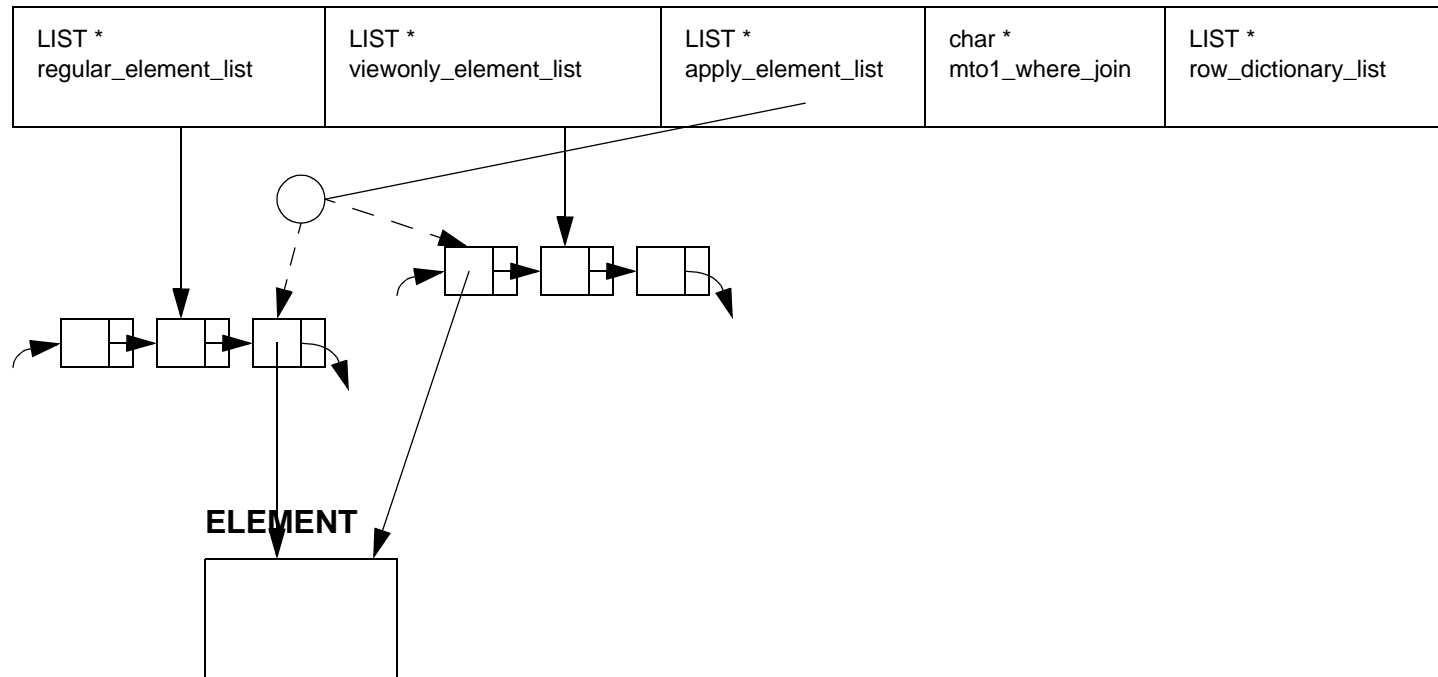 LIST *
regular_element_list
LIST *
viewonly_element_list
LIST *
apply_element_list
char *
mto1_where_join
LIST *
row_dictionary_list
ELEMENT